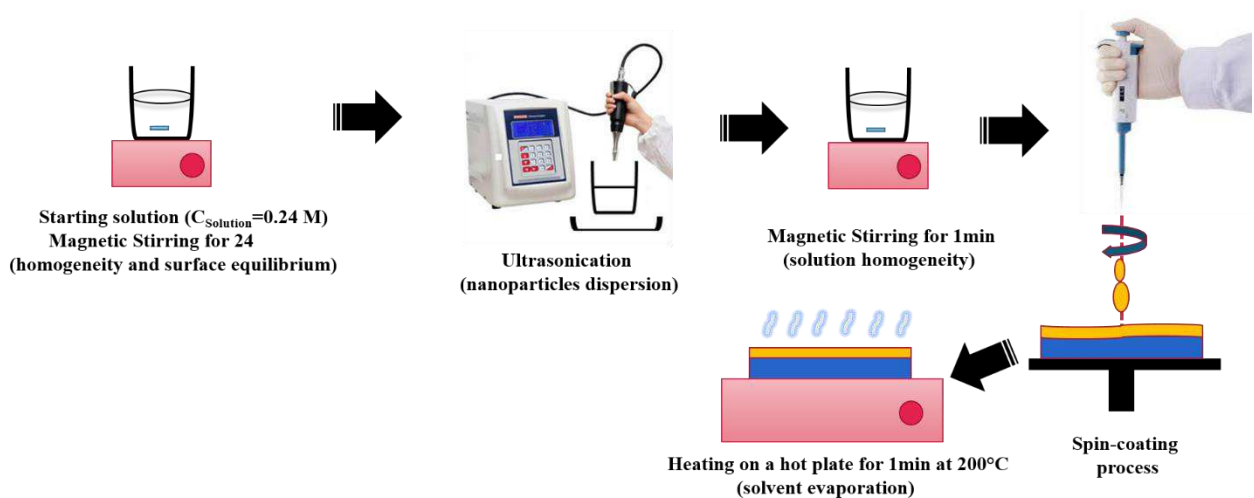 Starting solution (CSolution=0.24 M)
Magnetic Stirring for 24
(homogeneity and surface equilibrium)
Ultrasonication
(nanoparticles dispersion)
Magnetic Stirring for 1min
(solution homogeneity)
Heating on a hot plate for 1min at 200°C
(solvent evaporation)
Spin-coating
process